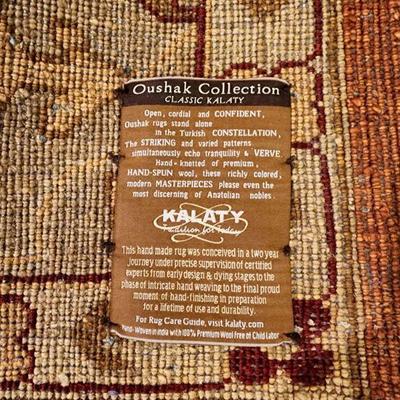 Oushak Collection
CLASSIC KALATY
Open, cordial and CONFIDENT,
Oushak rugs stand alone
in the Turkish CONSTELLATION,
The STRIKING and varied patterns
simultaneously echo tranquility & VERVE.
Hand-knotted of premium,
HAND-SPUN wool, these richly colored,
modern MASTERPIECES please even the
most discerning of Anatolian nobles.
KALATY
tradition for today
This hand made rug was conceived in a two year
journey under precise supervision of certified
experts from early design & dying stages to the
phase of intricate hand weaving to the final proud
moment of hand-finishing in preparation
for a lifetime of use and durability.
For Rug Care Guide, visit kalaty.com
Hand-Woven in India with 100% Premium Wool Free of Child Labor